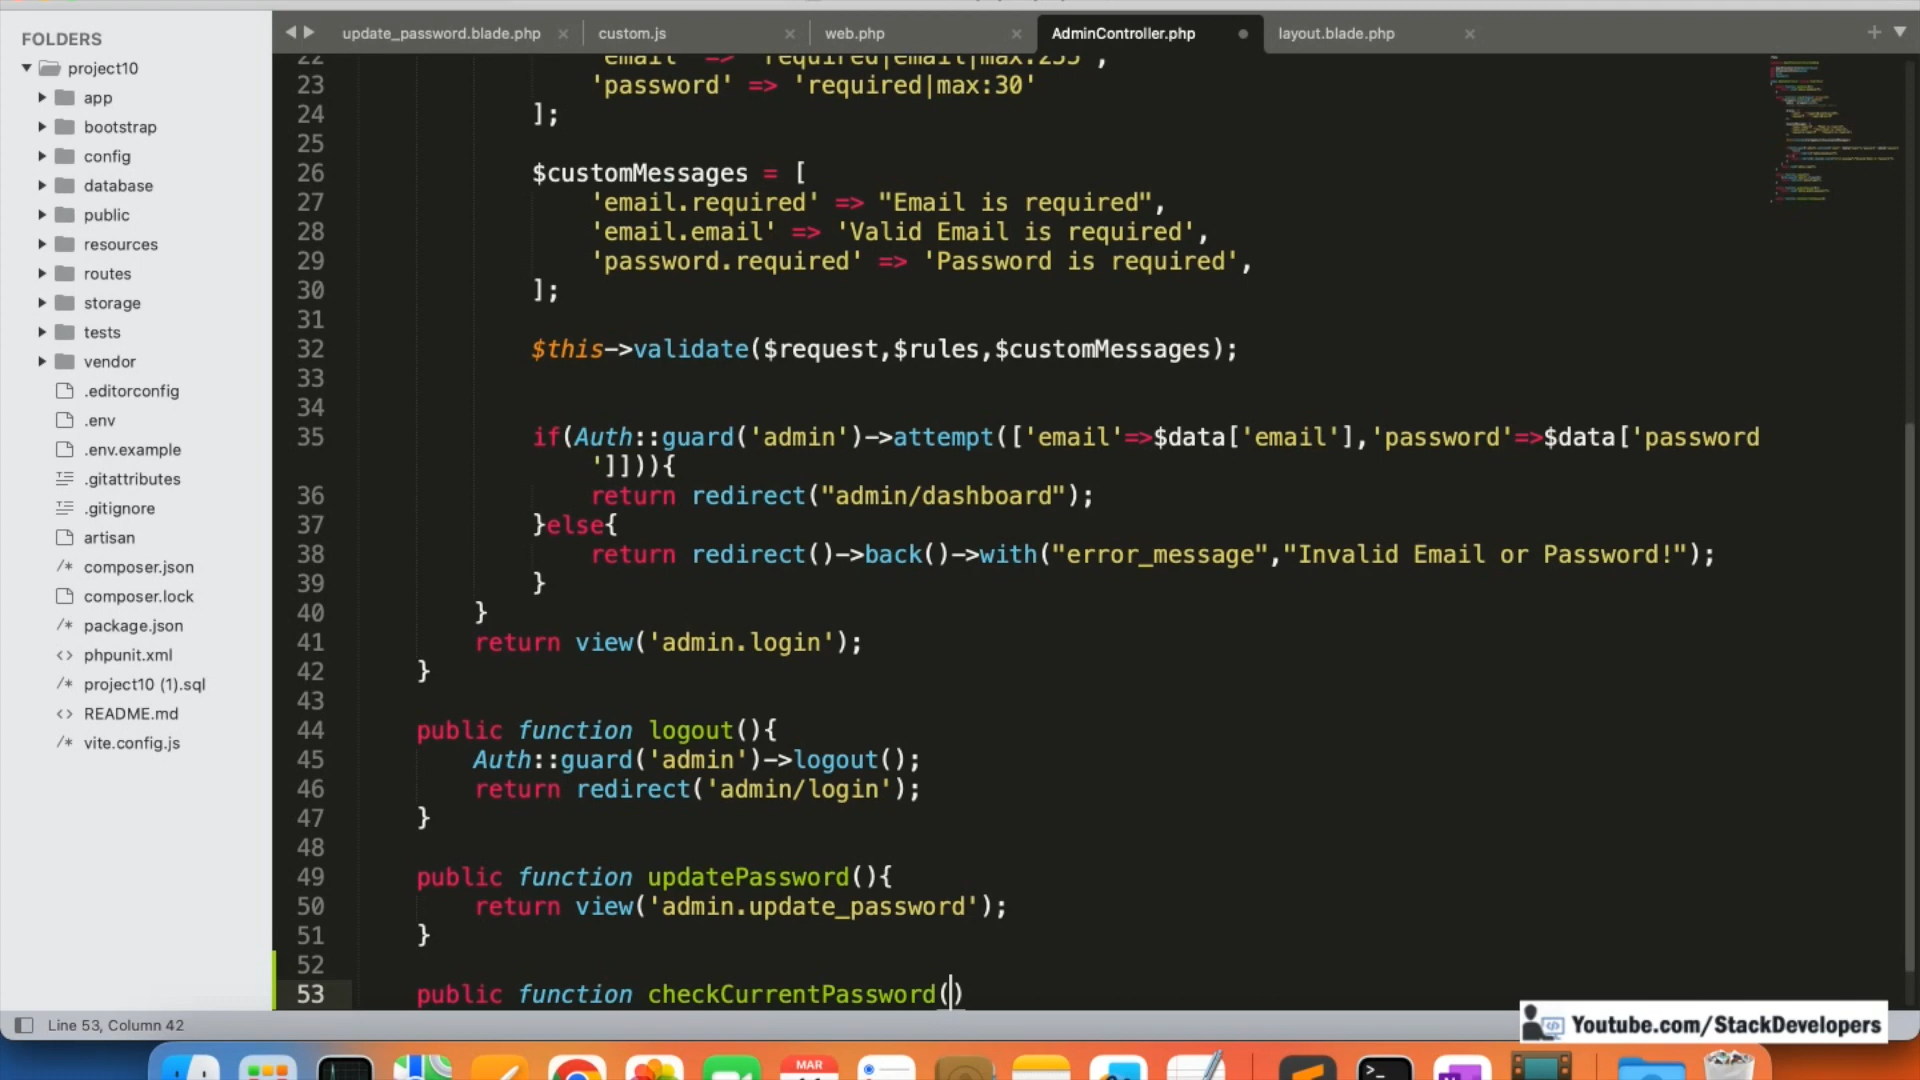 FOLDERS
project10
app
bootstrap
config
database
public
resources
routes
storage
tests
vendor
.editorconfig
.env
.env.example
.gitattributes
.gitignore
artisan
composer.json
composer.lock
package.json
phpunit.xml
project10 (1).sql
README.md
vite.config.js
update_password.blade.php
custom.js
web.php
AdminController.php
layout.blade.php
22 'email' => 'required|email|max:255',
23 'password' => 'required|max:30'
24 ];
25
26 $customMessages = [
27 'email.required' => "Email is required",
28 'email.email' => 'Valid Email is required',
29 'password.required' => 'Password is required',
30 ];
31
32 $this->validate($request,$rules,$customMessages);
33
34
35 if(Auth::guard('admin')->attempt(['email'=>$data['email'],'password'=>$data['password
']])){
36 return redirect("admin/dashboard");
37 }else{
38 return redirect()->back()->with("error_message","Invalid Email or Password!");
39 }
40 }
41 return view('admin.login');
42 }
43
44 public function logout(){
45 Auth::guard('admin')->logout();
46 return redirect('admin/login');
47 }
48
49 public function updatePassword(){
50 return view('admin.update_password');
51 }
52
53 public function checkCurrentPassword()
Line 53, Column 42
Youtube.com/StackDevelopers
MAR